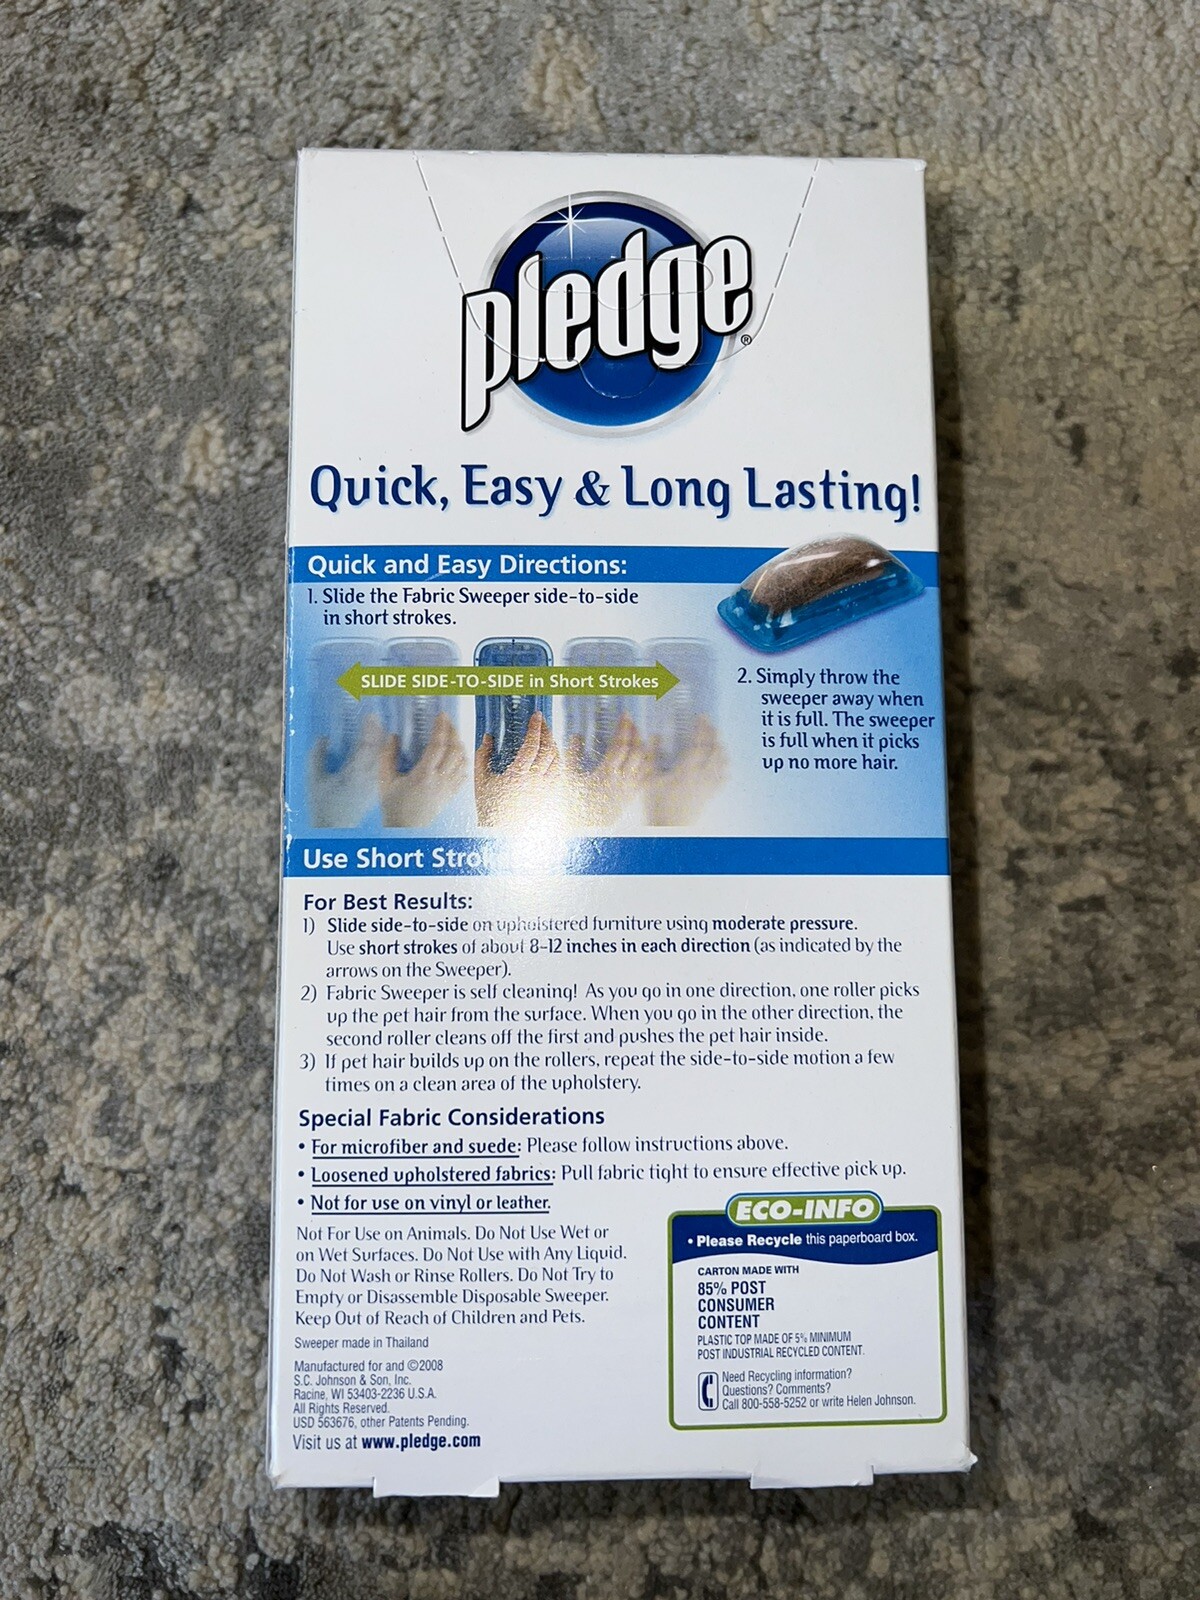 pledge®
Quick, Easy & Long Lasting!
Quick and Easy Directions:
1. Slide the Fabric Sweeper side-to-side
in short strokes.
SLIDE SIDE-TO-SIDE in Short Strokes
2. Simply throw the
sweeper away when
it is full. The sweeper
is full when it picks
up no more hair.
Use Short
For Best Results:
1) Slide side-to-side on upholstered furniture using moderate pressure.
Use short strokes of about 8-12 inches in each direction (as indicated by the
arrows on the Sweeper).
2) Fabric Sweeper is self cleaning! As you go in one direction, one roller picks
up the pet hair from the surface. When you go in the other direction, the
second roller cleans off the first and pushes the pet hair inside.
3) If pet hair builds up on the rollers, repeat the side-to-side motion a few
times on a clean area of the upholstery.
Special Fabric Considerations
• For microfiber and suede: Please follow instructions above.
• Loosened upholstered fabrics: Pull fabric tight to ensure effective pick up.
• Not for use on vinyl or leather.
Not For Use on Animals. Do Not Use Wet or
on Wet Surfaces. Do Not Use with Any Liquid.
Do Not Wash or Rinse Rollers. Do Not Try to
Empty or Disassemble Disposable Sweeper.
Keep Out of Reach of Children and Pets.
Sweeper made in Thailand
Manufactured for and ©2008
S.C. Johnson & Son, Inc.
Racine, WI 53403-2236 U.S.A.
All Rights Reserved.
USD 563676, other Patents Pending.
Visit us at www.pledge.com
ECO-INFO
• Please Recycle this paperboard box.
CARTON MADE WITH
85% POST
CONSUMER
CONTENT
PLASTIC TOP MADE OF 5% MINIMUM
POST INDUSTRIAL RECYCLED CONTENT.
Need Recycling information?
Questions? Comments?
Call 800-558-5252 or write Helen Johnson.